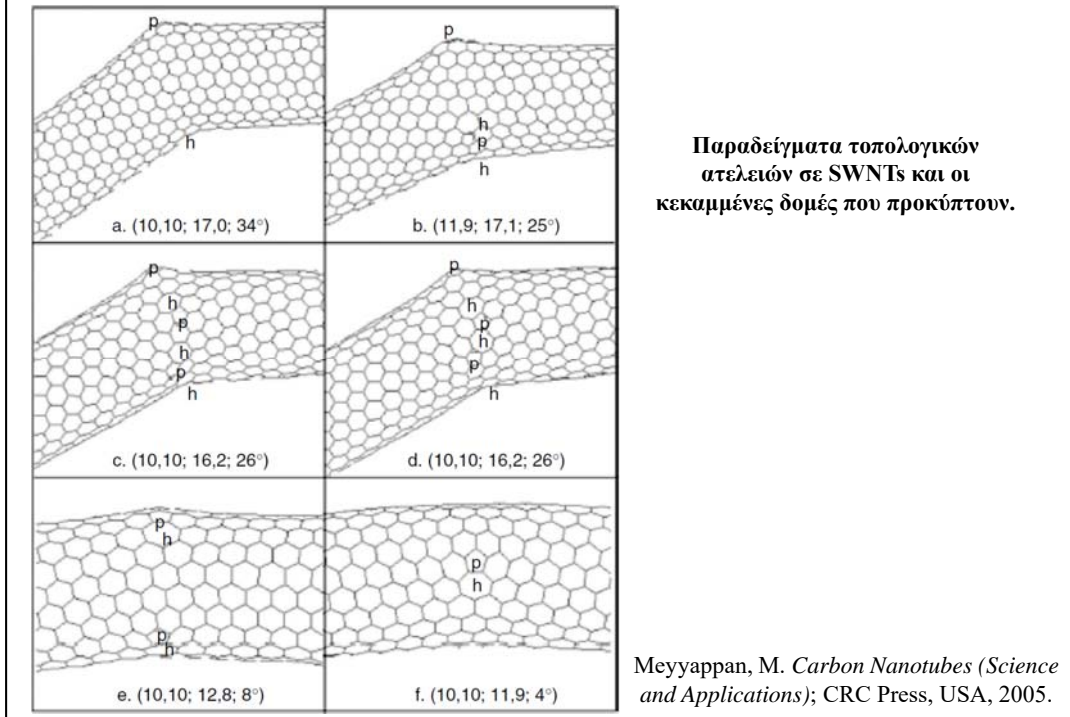 p
h
a. (10,10; 17,0; 34°)
p
h
p
h
b. (11,9; 17,1; 25°)
p
h
p
h
p
h
c. (10,10; 16,2; 26°)
p
h
p
h
p
h
d. (10,10; 16,2; 26°)
p
h
p
h
e. (10,10; 12,8; 8°)
p
h
f. (10,10; 11,9; 4°)
Παραδείγματα τοπολογικών
ατελειών σε SWNTs και οι
κεκαμμένες δομές που προκύπτουν.
Meyyappan, M. Carbon Nanotubes (Science
and Applications); CRC Press, USA, 2005.